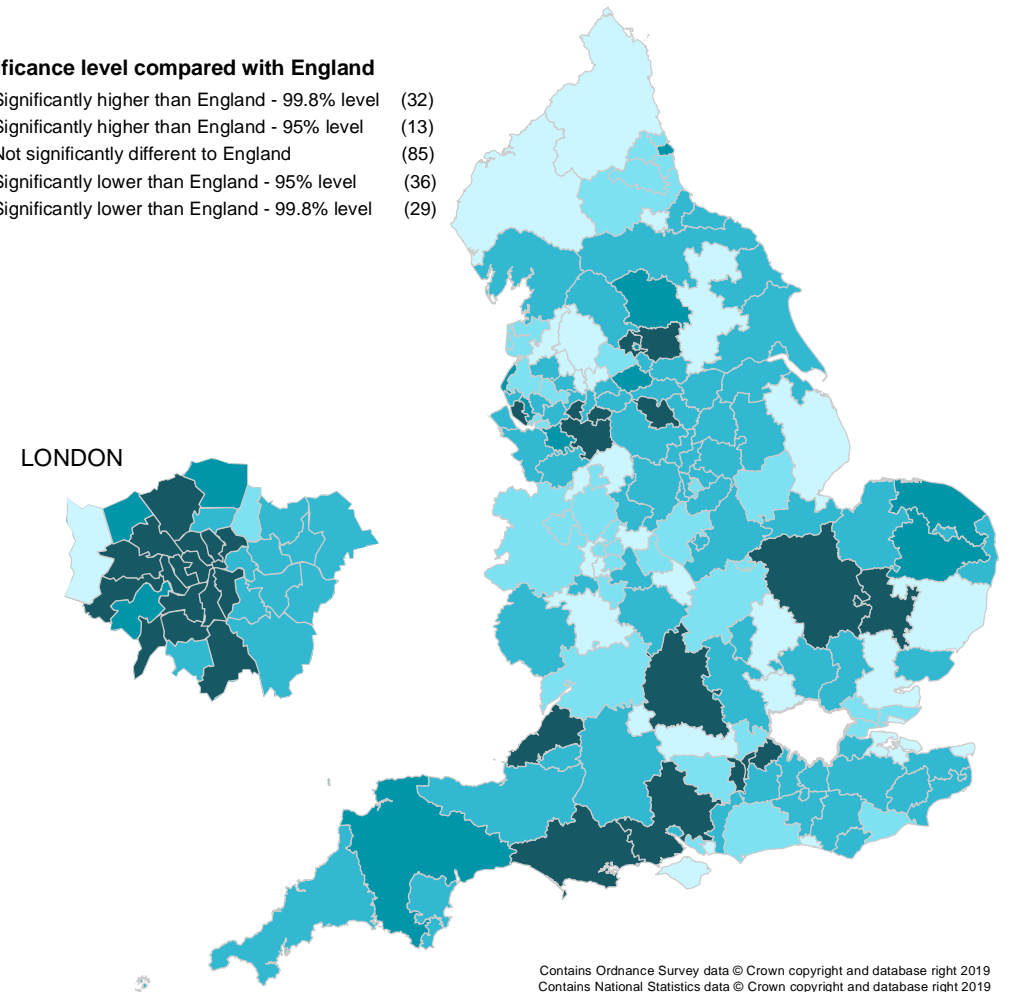 ficance level compared with England
Significantly higher than England - 99.8% level (32)
Significantly higher than England - 95% level (13)
Not significantly different to England (85)
Significantly lower than England - 95% level (36)
Significantly lower than England - 99.8% level (29)
LONDON
Contains Ordnance Survey data © Crown copyright and database right 2019
Contains National Statistics data © Crown copyright and database right 2019